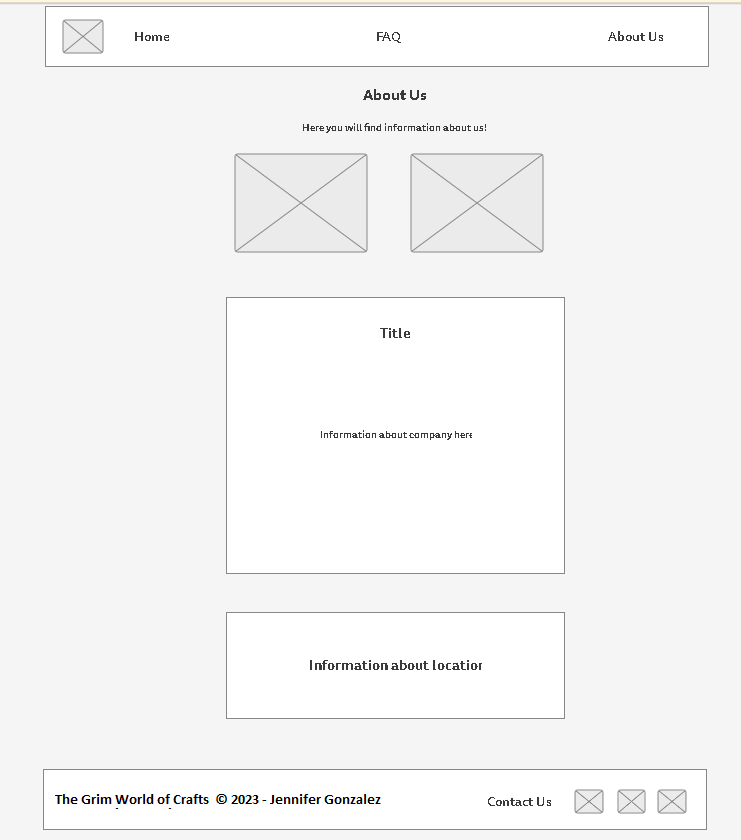 Home FAQ About Us
About Us
Here you will find information about us!
Title
Information about company here
Information about location
The Grim World of Crafts © 2023 - Jennifer Gonzalez
Contact Us